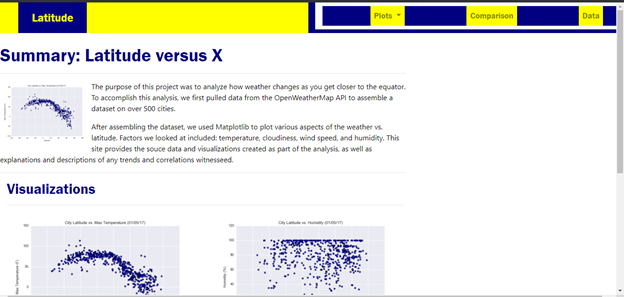 Latitude
Plots
Comparison
Data
Summary: Latitude versus X
The purpose of this project was to analyze how weather changes as you get closer to the equator.
To accomplish this analysis, we first pulled data from the OpenWeatherMap API to assemble a
dataset on over 500 cities.
After assembling the dataset, we used Matplotlib to plot various aspects of the weather vs.
latitude. Factors we looked at included: temperature, cloudiness, wind speed, and humidity. This
site provides the souce data and visualizations created as part of the analysis, as well as
explanations and descriptions of any trends and correlations witnesseed.
Visualizations
City Latitude vs. Max Temperature (01/05/17)
150
100
50
0
Max Temperature (F)
City Latitude vs. Humidity (01/05/17)
120
100
80
60
40
Humidity (%)